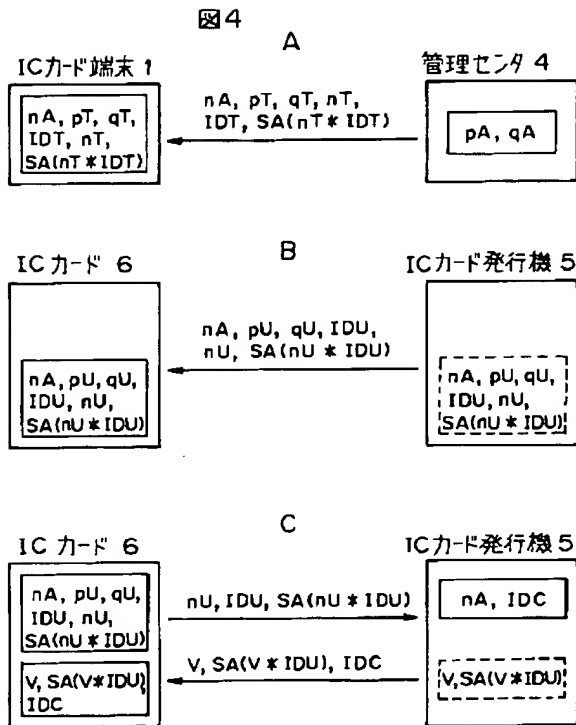 図4
A
ICカード端末 1
管理センタ 4
nA, pT, qT,
IDT, nT,
SA(nT * IDT)
nA, pT, qT, nT,
IDT, SA(nT * IDT)
pA, qA
B
ICカード 6
ICカード発行機 5
nA, pU, qU,
IDU, nU,
SA(nU * IDU)
nA, pU, qU, IDU,
nU, SA(nU * IDU)
nA, pU, qU,
IDU, nU,
SA(nU * IDU)
C
ICカード 6
ICカード発行機 5
nA, pU, qU,
IDU, nU,
SA(nU * IDU)
V, SA(V*IDU),
IDC
nU, IDU, SA(nU * IDU)
V, SA(V * IDU), IDC
nA, IDC
V,SA(V*IDU)